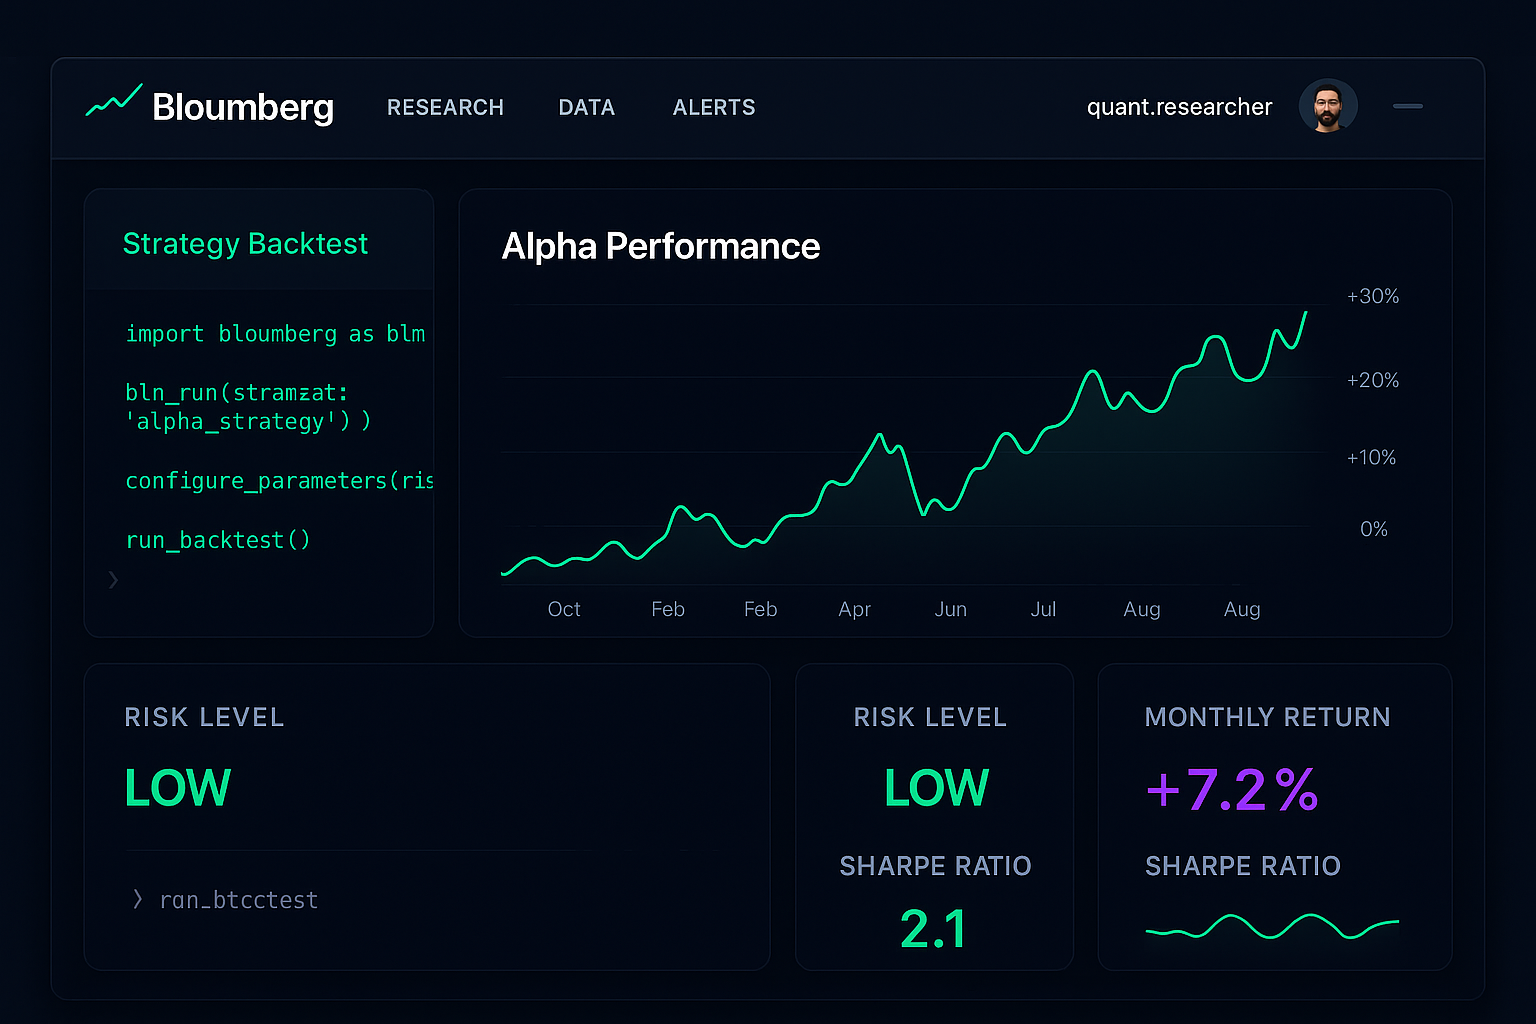 Bloumberg
RESEARCH
DATA
ALERTS
quant.researcher
Strategy Backtest
import bloumberg as blm
bln_run(
'alpha_strategy') )
configure_parameters(ris
run_backtest()
Alpha Performance
+30%
+20%
+10%
0%
Oct Feb Feb Apr Jun Jul Aug Aug
RISK LEVEL
LOW
› ran_btcctest
RISK LEVEL
LOW
SHARPE RATIO
2.1
MONTHLY RETURN
+7.2%
SHARPE RATIO